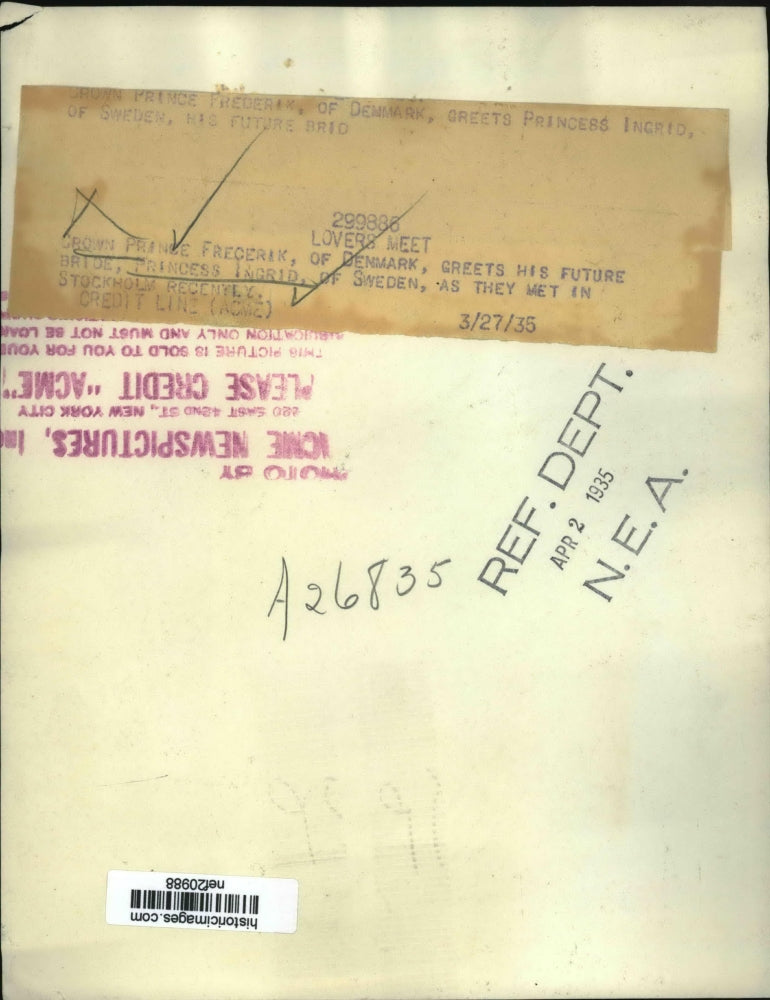 CROWN PRINCE FREDERIK, OF DENMARK, GREETS PRINCESS INGRID,
OF SWEDEN, HIS FUTURE BRID
299886
LOVERS MEET
CROWN PRINCE FREDERIK, OF DENMARK, GREETS HIS FUTURE
BRIDE, PRINCESS INGRID, OF SWEDEN, AS THEY MET IN
STOCKHOLM RECENTLY.
CREDIT LINE (ACME)
3/27/35
PHOTO BY
ACME NEWSPICTURES, Inc
220 EAST 42ND ST., NEW YORK CITY
PLEASE CREDIT "ACME"
THIS PICTURE IS SOLD TO YOU FOR YOUR
PUBLICATION ONLY AND MUST NOT BE LOAN
REF. DEPT.
APR 2 1935
N.E.A.
A26835
historicimages.com
nef20988